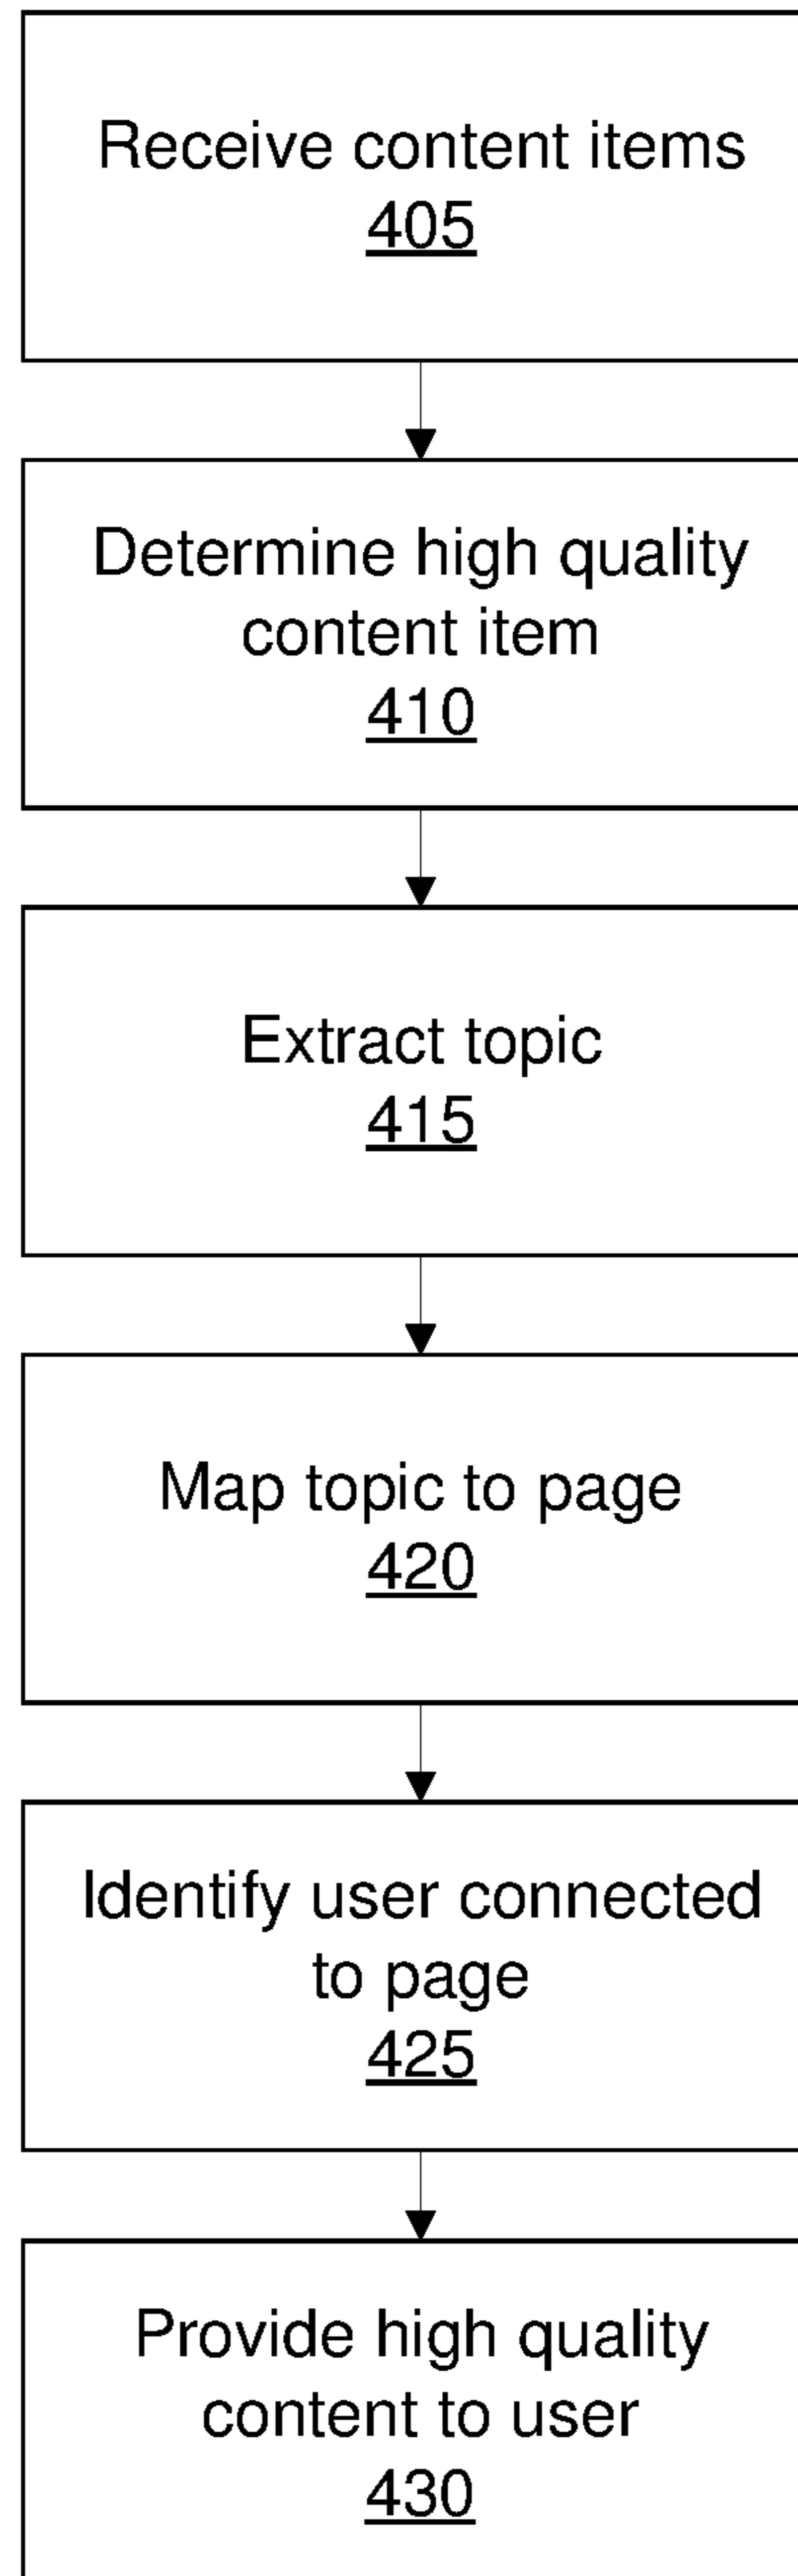 Receive content items
405
Determine high quality
content item
410
Extract topic
415
Map topic to page
420
Identify user connected
to page
425
Provide high quality
content to user
430